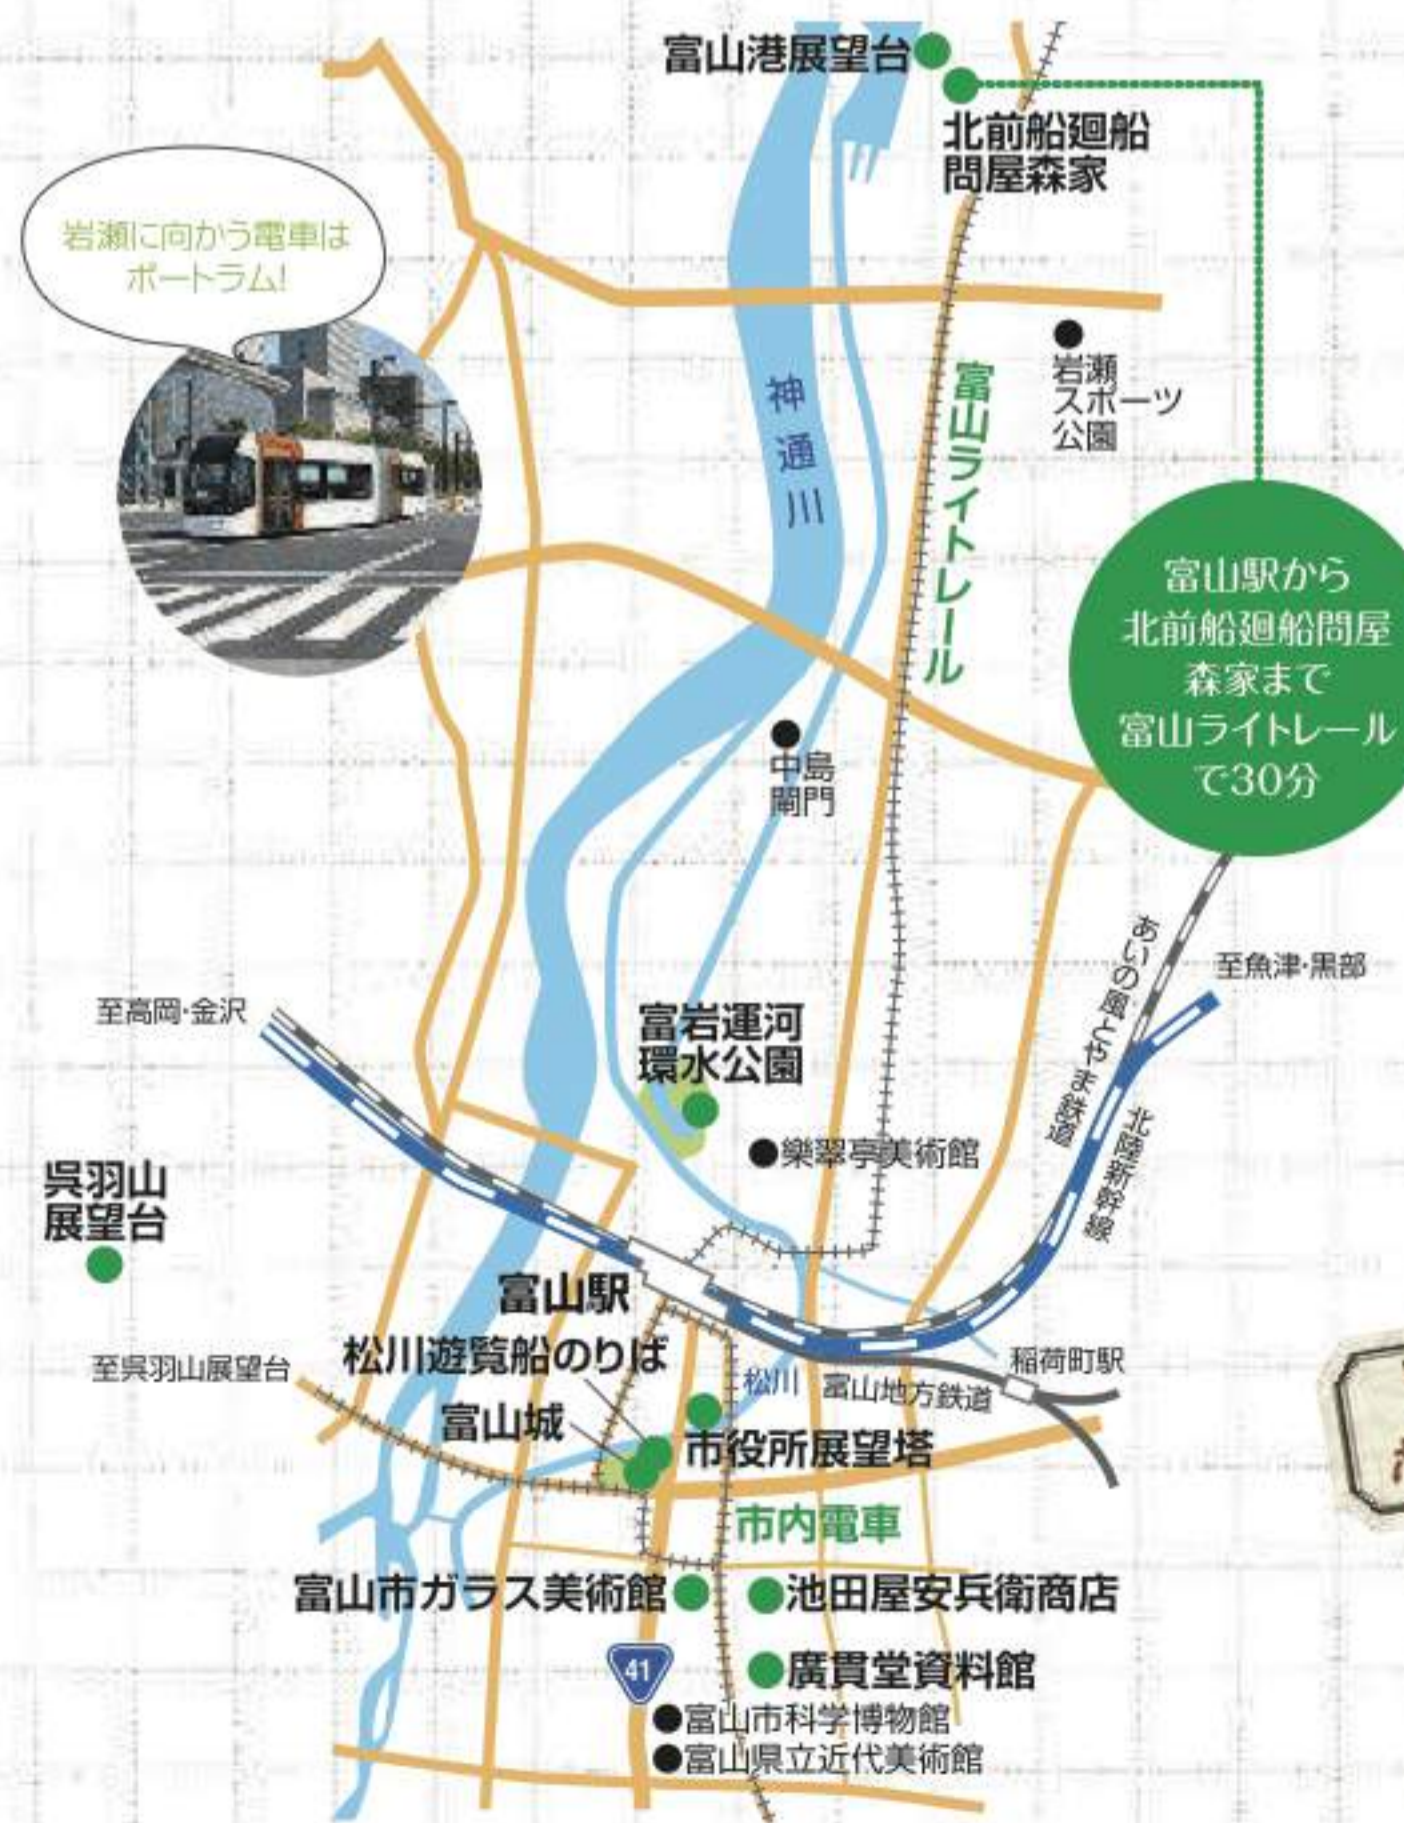 富山港展望台
北前船廻船
問屋森家
岩瀬に向かう電車は
ポートラム!
岩瀬
スポーツ
公園
神通川
富山ライトレール
富山駅から
北前船廻船問屋
森家まで
富山ライトレール
で30分
中島
閘門
あいの風とやま鉄道
至魚津・黒部
至高岡・金沢
富岩運河
環水公園
北陸新幹線
樂翠亭美術館
呉羽山
展望台
富山駅
松川遊覧船のりば
至呉羽山展望台
松川
富山地方鉄道
稲荷町駅
富山城
市役所展望塔
市内電車
富山市ガラス美術館
池田屋安兵衛商店
41
廣貫堂資料館
富山市科学博物館
富山県立近代美術館